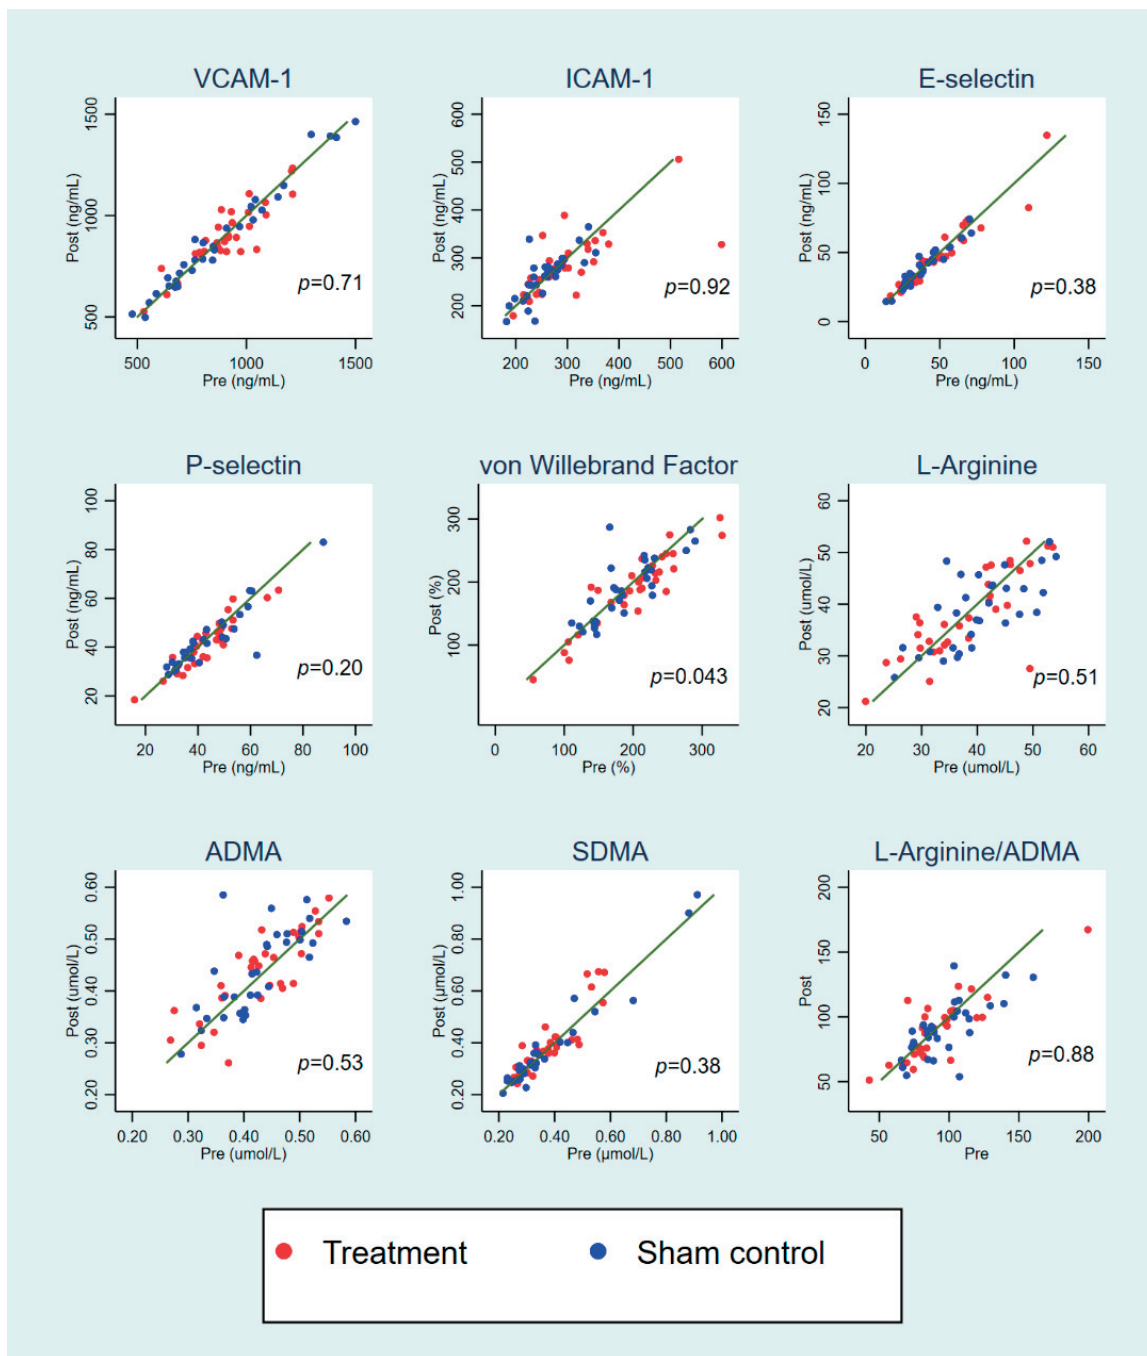 VCAM-1 ICAM-1 E-selectin
Post (ng/mL) 500 1000 1500
500 1000 1500
Pre (ng/mL)
p=0.71
Post (ng/mL) 200 300 400 500 600
200 300 400 500 600
Pre (ng/mL)
p=0.92
Post (ng/mL) 0 50 100 150
0 50 100 150
Pre (ng/mL)
p=0.38
P-selectin von Willebrand Factor L-Arginine
Post (ng/mL) 20 40 60 80 100
20 40 60 80 100
Pre (ng/mL)
p=0.20
Post (%) 100 200 300
0 100 200 300
Pre (%)
p=0.043
Post (umol/L) 20 30 40 50 60
20 30 40 50 60
Pre (umol/L)
p=0.51
ADMA SDMA L-Arginine/ADMA
Post (umol/L) 0.20 0.30 0.40 0.50 0.60
0.20 0.30 0.40 0.50 0.60
Pre (umol/L)
p=0.53
Post (µmol/L) 0.20 0.40 0.60 0.80 1.00
0.20 0.40 0.60 0.80 1.00
Pre (µmol/L)
p=0.38
Post 50 100 150 200
50 100 150 200
Pre
p=0.88
Treatment Sham control